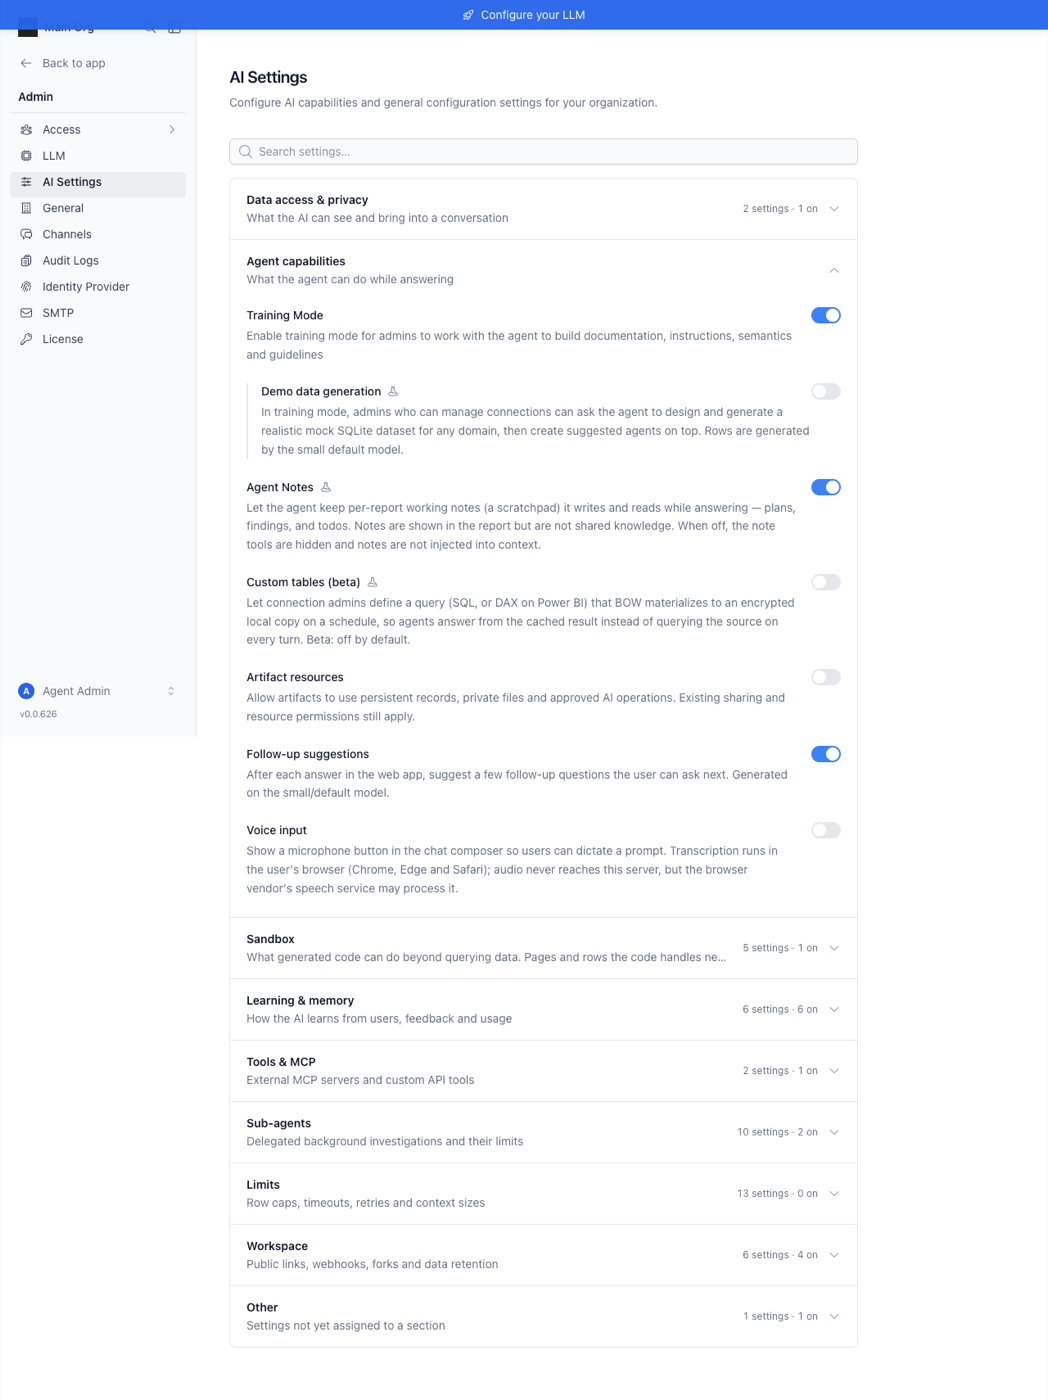 Configure your LLM
Main Org
Back to app
Admin
Access
LLM
AI Settings
General
Channels
Audit Logs
Identity Provider
SMTP
License
A Agent Admin
v0.0.626
AI Settings
Configure AI capabilities and general configuration settings for your organization.
Search settings...
Data access & privacy
What the AI can see and bring into a conversation
2 settings · 1 on
Agent capabilities
What the agent can do while answering
Training Mode
Enable training mode for admins to work with the agent to build documentation, instructions, semantics
and guidelines
Demo data generation
In training mode, admins who can manage connections can ask the agent to design and generate a
realistic mock SQLite dataset for any domain, then create suggested agents on top. Rows are generated
by the small default model.
Agent Notes
Let the agent keep per-report working notes (a scratchpad) it writes and reads while answering — plans,
findings, and todos. Notes are shown in the report but are not shared knowledge. When off, the note
tools are hidden and notes are not injected into context.
Custom tables (beta)
Let connection admins define a query (SQL, or DAX on Power BI) that BOW materializes to an encrypted
local copy on a schedule, so agents answer from the cached result instead of querying the source on
every turn. Beta: off by default.
Artifact resources
Allow artifacts to use persistent records, private files and approved AI operations. Existing sharing and
resource permissions still apply.
Follow-up suggestions
After each answer in the web app, suggest a few follow-up questions the user can ask next. Generated
on the small/default model.
Voice input
Show a microphone button in the chat composer so users can dictate a prompt. Transcription runs in
the user's browser (Chrome, Edge and Safari); audio never reaches this server, but the browser
vendor's speech service may process it.
Sandbox
What generated code can do beyond querying data. Pages and rows the code handles ne...
5 settings · 1 on
Learning & memory
How the AI learns from users, feedback and usage
6 settings · 6 on
Tools & MCP
External MCP servers and custom API tools
2 settings · 1 on
Sub-agents
Delegated background investigations and their limits
10 settings · 2 on
Limits
Row caps, timeouts, retries and context sizes
13 settings · 0 on
Workspace
Public links, webhooks, forks and data retention
6 settings · 4 on
Other
Settings not yet assigned to a section
1 settings · 1 on